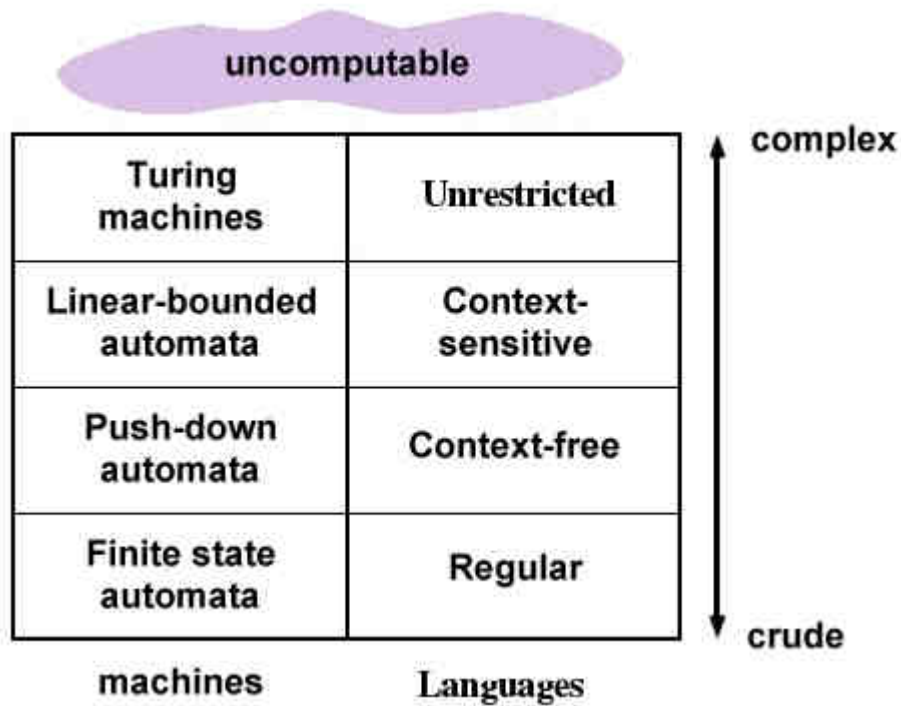 uncomputable
complex
Turing
machines
Unrestricted
Linear-bounded
automata
Context-
sensitive
Push-down
automata
Context-free
Finite state
automata
Regular
crude
machines
Languages